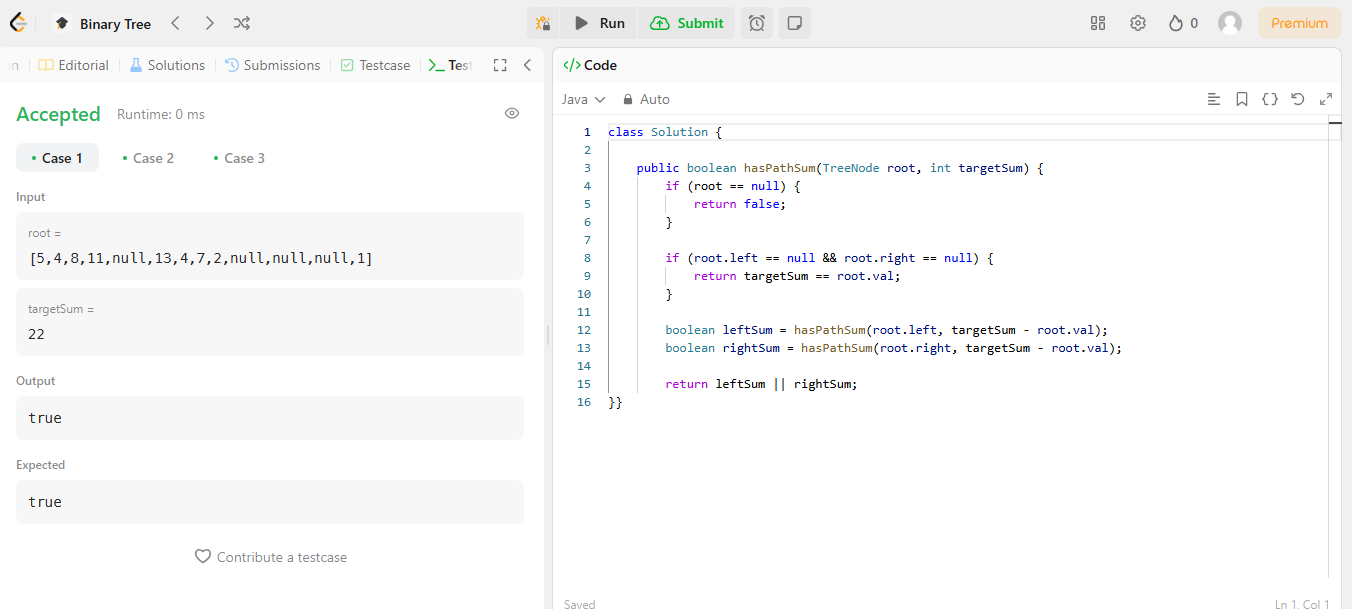 Binary Tree
Run
Submit
0
Premium
Editorial
Solutions
Submissions
Testcase
Accepted
Runtime: 0 ms
Case 1
Case 2
Case 3
Input
root =
[5,4,8,11,null,13,4,7,2,null,null,null,1]
targetSum =
22
Output
true
Expected
true
Contribute a testcase
</> Code
Java
Auto
1 class Solution {
2
3     public boolean hasPathSum(TreeNode root, int targetSum) {
4         if (root == null) {
5             return false;
6         }
7
8         if (root.left == null && root.right == null) {
9             return targetSum == root.val;
10         }
11
12         boolean leftSum = hasPathSum(root.left, targetSum - root.val);
13         boolean rightSum = hasPathSum(root.right, targetSum - root.val);
14
15         return leftSum || rightSum;
16 }}
Saved
Ln 1, Col 1